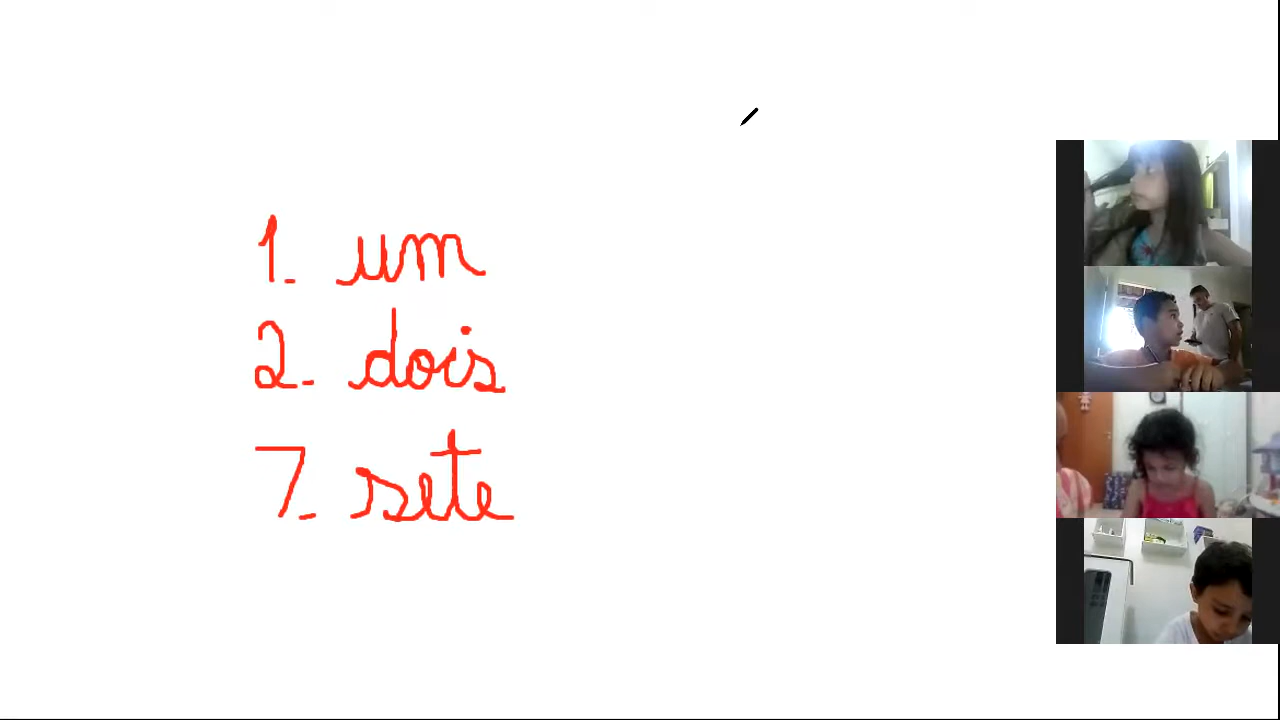 1. um
2. dois
7. sete